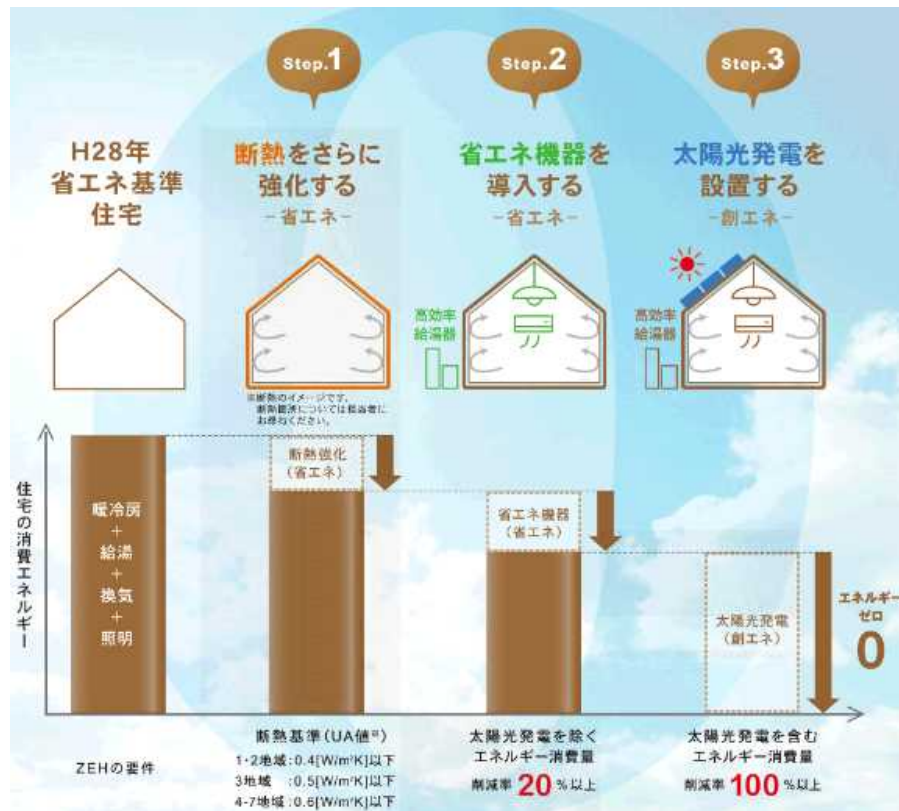 Step.1
Step.2
Step.3
H28年
省エネ基準
住宅
断熱をさらに
強化する
-省エネ-
省エネ機器を
導入する
-省エネ-
太陽光発電を
設置する
-創エネ-
高効率
給湯器
高効率
給湯器
※断熱のイメージです。
断熱箇所については担当者に
お尋ねください。
住宅の消費エネルギー
暖冷房
+
給湯
+
換気
+
照明
断熱強化
(省エネ)
省エネ機器
(省エネ)
太陽光発電
(創エネ)
エネルギー
ゼロ
0
ZEHの要件
断熱基準(UA値※)
1・2地域:0.4[W/m²K]以下
3地域 :0.5[W/m²K]以下
4-7地域:0.6[W/m²K]以下
太陽光発電を除く
エネルギー消費量
削減率20%以上
太陽光発電を含む
エネルギー消費量
削減率100%以上